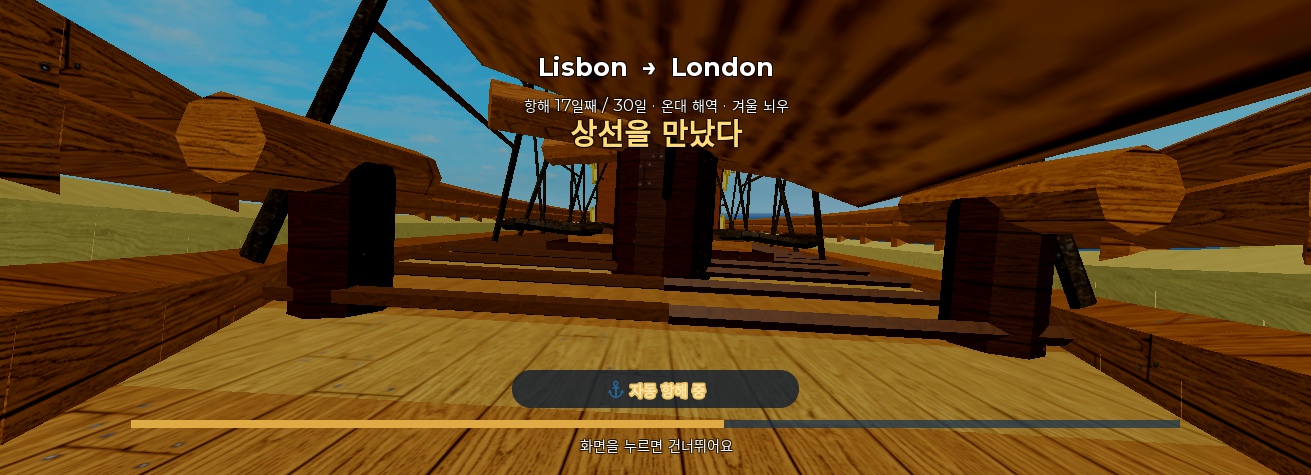 Lisbon → London
항해 17일째 / 30일 · 온대 해역 · 겨울 뇌우
상선을 만났다
⚓ 자동 항해 중
화면을 누르면 건너뛰어요